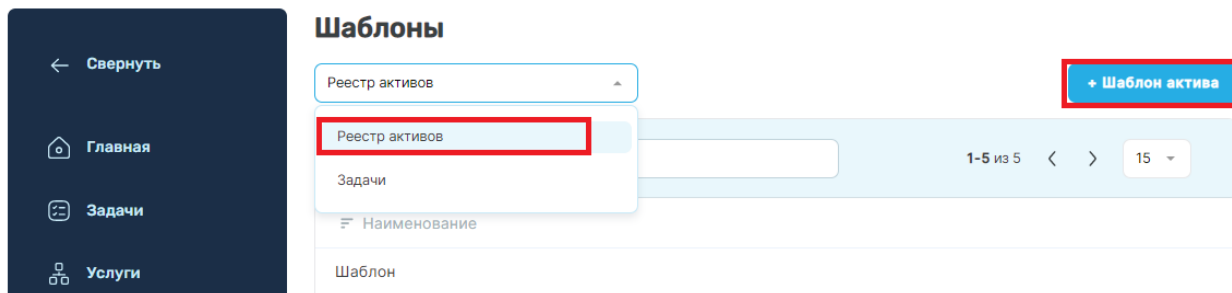 Свернуть
Главная
Задачи
Услуги
Шаблоны
Реестр активов
+ Шаблон актива
Реестр активов
Задачи
1-5 из 5
15
Наименование
Шаблон